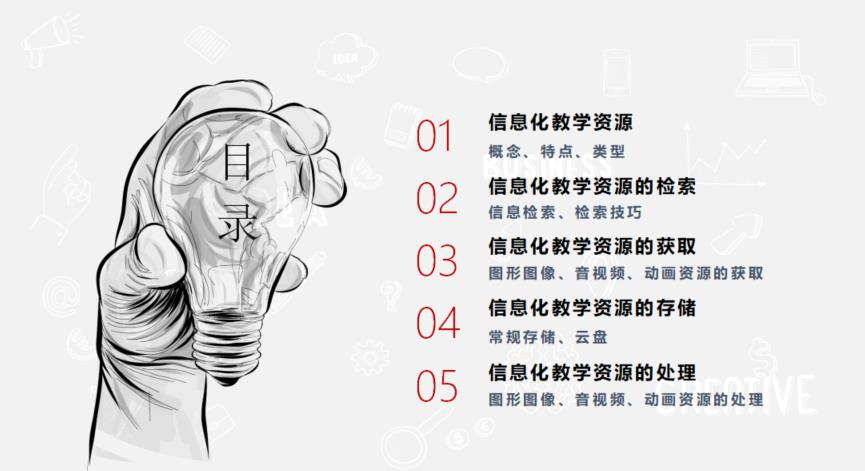 IDEA
目录
01
信息化教学资源
概念、特点、类型
BUSINESS
02
信息化教学资源的检索
信息检索、检索技巧
03
信息化教学资源的获取
图形图像、音视频、动画资源的获取
04
信息化教学资源的存储
常规存储、云盘
05
信息化教学资源的处理
图形图像、音视频、动画资源的处理
CREATIVE